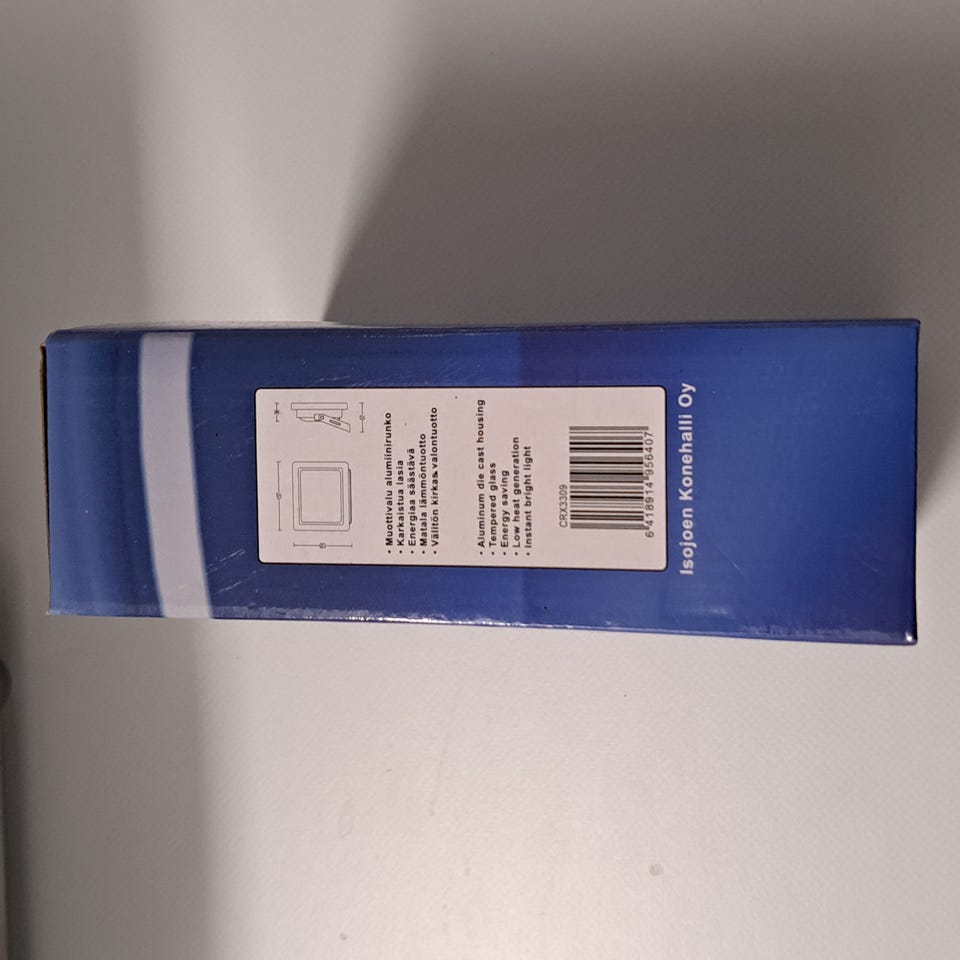 • Muottivalu alumiinirunko
• Karkaistua lasia
• Energiaa säästävä
• Matala lämmöntuotto
• Välitön kirkas valontuotto
• Aluminum die cast housing
• Tempered glass
• Energy saving
• Low heat generation
• Instant bright light
CRX3309
6 418914 956407
Isojoen Konehalli Oy